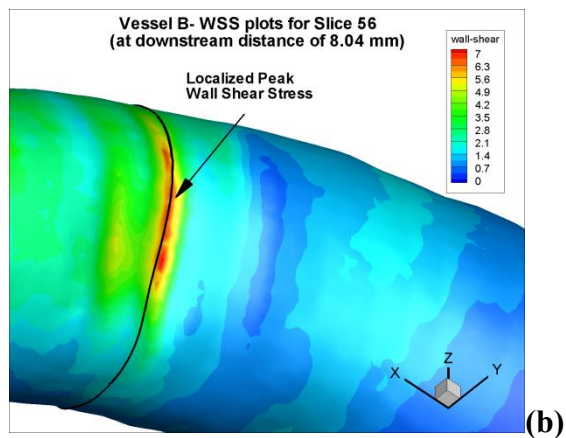 Vessel B- WSS plots for Slice 56
(at downstream distance of 8.04 mm)
Localized Peak
Wall Shear Stress
wall-shear
7
6.3
5.6
4.9
4.2
3.5
2.8
2.1
1.4
0.7
0
X
Z
Y
(b)